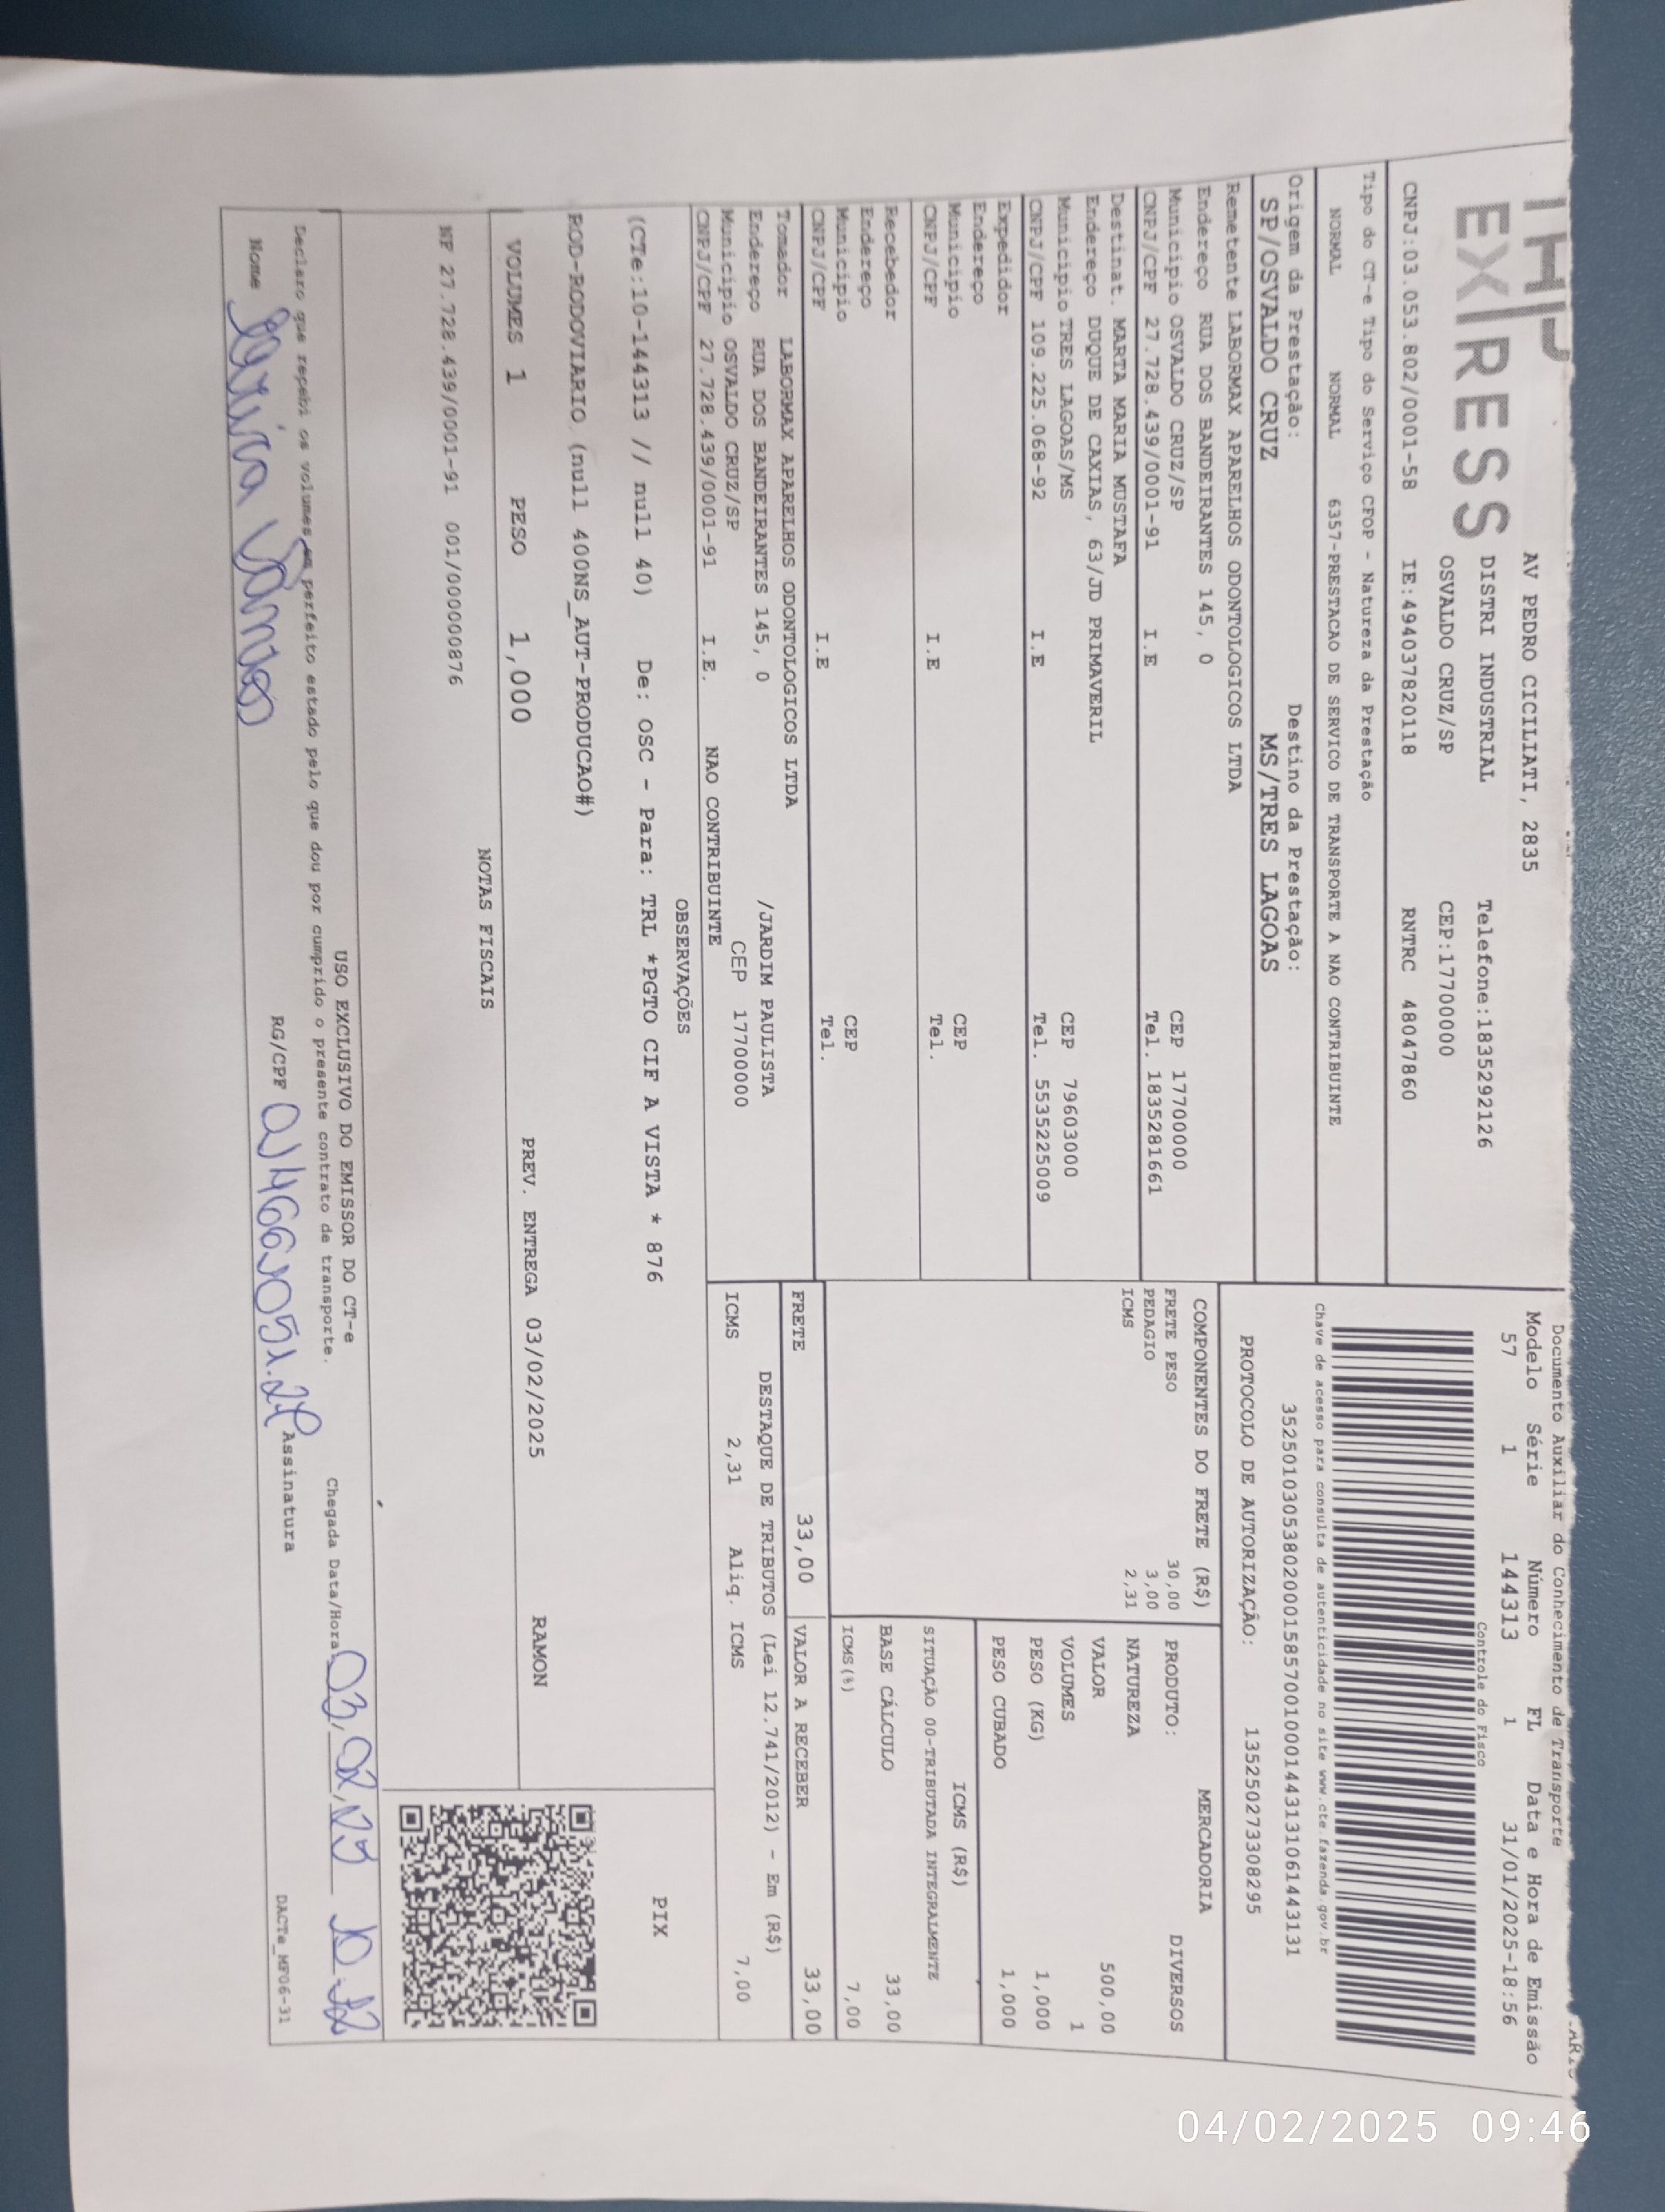 EXPRESS
AV PEDRO CICILIATI, 2835
DISTRI INDUSTRIAL Telefone:1835292126
OSVALDO CRUZ/SP CEP:17700000
CNPJ:03.053.802/0001-58 IE:494037820118 RNTRC 48047860
Tipo do CT-e Tipo do Serviço CFOP - Natureza da Prestação
NORMAL NORMAL 6357-PRESTACAO DE SERVICO DE TRANSPORTE A NAO CONTRIBUINTE
Origem da Prestação: Destino da Prestação:
SP/OSVALDO CRUZ MS/TRES LAGOAS
Documento Auxiliar do Conhecimento de Transporte
Modelo Série Número FL Data e Hora de Emissão
57 1 144313 1 31/01/2025-18:56
Controle do Fisco
Chave de acesso para consulta de autenticidade no site www.cte.fazenda.gov.br
35250103053802000158570010001443131061443131
PROTOCOLO DE AUTORIZAÇÃO: 135250273308295
Remetente LABORMAX APARELHOS ODONTOLOGICOS LTDA
Endereço RUA DOS BANDEIRANTES 145, 0
Município OSVALDO CRUZ/SP CEP 17700000
CNPJ/CPF 27.728.439/0001-91 I.E Tel. 1835281661
Destinat. MARTA MARIA MUSTAFA
Endereço DUQUE DE CAXIAS, 63/JD PRIMAVERIL
Município TRES LAGOAS/MS CEP 79603000
CNPJ/CPF 109.225.068-92 I.E Tel. 5535225009
Expedidor
Endereço
Município CEP
CNPJ/CPF I.E Tel.
Recebedor
Endereço
Município CEP
CNPJ/CPF I.E Tel.
Tomador LABORMAX APARELHOS ODONTOLOGICOS LTDA
Endereço RUA DOS BANDEIRANTES 145, 0 /JARDIM PAULISTA
Município OSVALDO CRUZ/SP CEP 17700000
CNPJ/CPF 27.728.439/0001-91 I.E. NAO CONTRIBUINTE
COMPONENTES DO FRETE (R$)
FRETE PESO 30,00
PEDAGIO 3,00
ICMS 2,31
MERCADORIA
PRODUTO: DIVERSOS
NATUREZA
VALOR 500,00
VOLUMES 1
PESO (KG) 1,000
PESO CUBADO 1,000
ICMS (R$)
SITUAÇÃO 00-TRIBUTADA INTEGRALMENTE
BASE CÁLCULO 33,00
ICMS(%) 7,00
FRETE 33,00 VALOR A RECEBER 33,00
DESTAQUE DE TRIBUTOS (Lei 12.741/2012) - Em (R$)
ICMS 2,31 Aliq. ICMS 7,00
OBSERVAÇÕES
(CTe:10-144313 // null 40) De: OSC - Para: TRL *PGTO CIF A VISTA * 876
ROD-RODOVIARIO (null 400NS_AUT-PRODUCAO#)
PIX
VOLUMES 1 PESO 1,000 PREV. ENTREGA 03/02/2025 RAMON
NOTAS FISCAIS
NF 27.728.439/0001-91 001/00000876
USO EXCLUSIVO DO EMISSOR DO CT-e
Declaro que repebi os volumes em perfeito estado pelo que dou por cumprido o presente contrato de transporte.
Chegada Data/Hora 03/02/25
Nome RG/CPF Assinatura
DACTe_MF06-31
04/02/2025 09:46